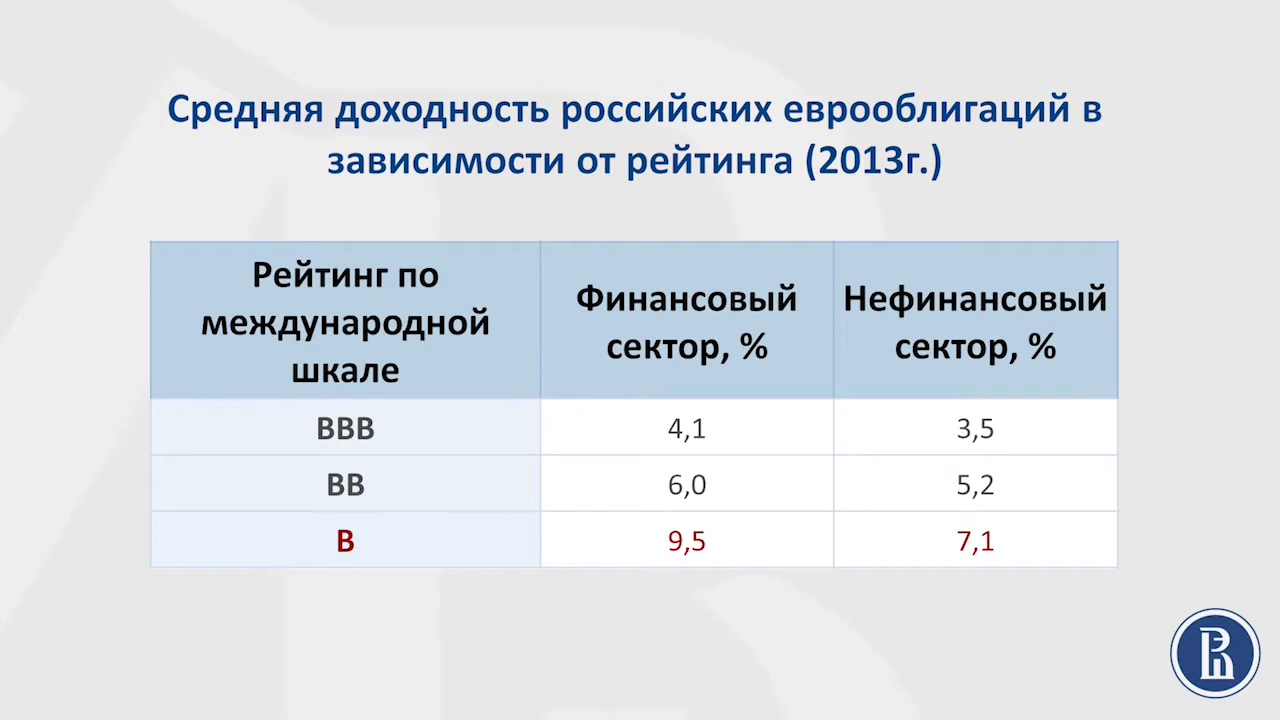 Средняя доходность российских еврооблигаций в
зависимости от рейтинга (2013г.)
Рейтинг по
международной
шкале
Финансовый
сектор, %
Нефинансовый
сектор, %
BBB
4,1
3,5
BB
6,0
5,2
B
9,5
7,1